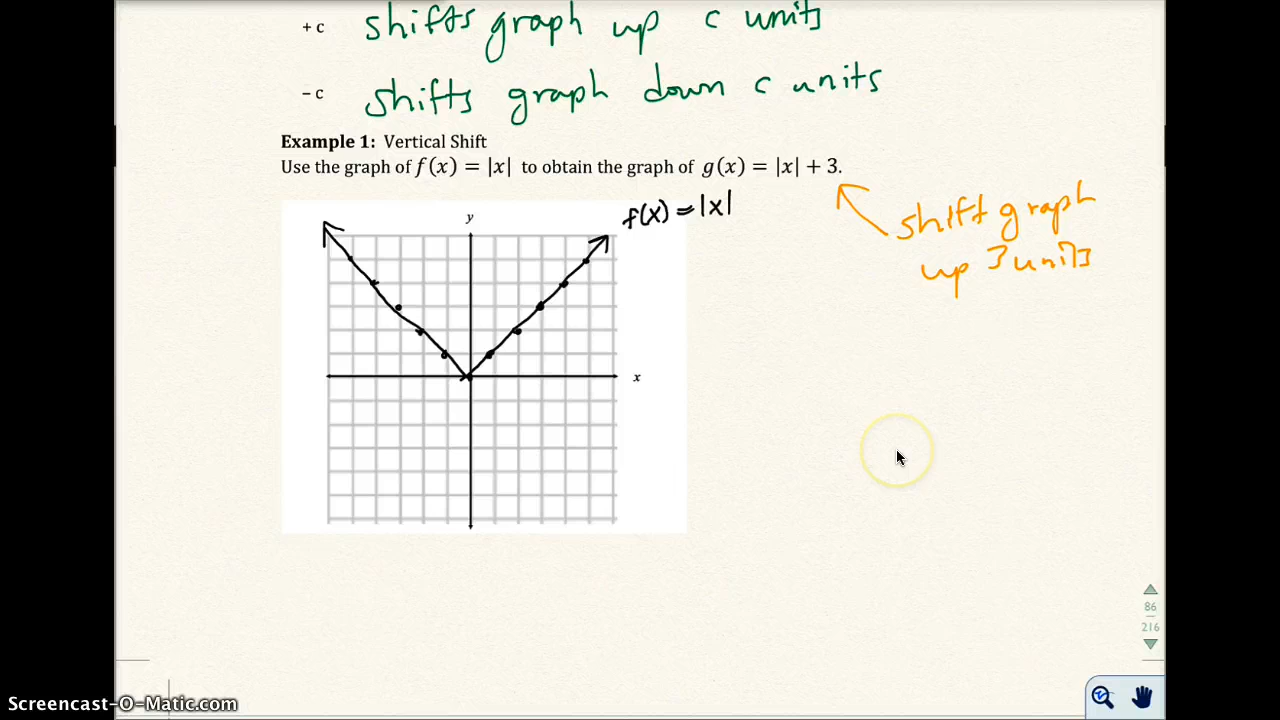 + c shifts graph up c units
− c shifts graph down c units
Example 1: Vertical Shift
Use the graph of f(x) = |x| to obtain the graph of g(x) = |x| + 3.
shift graph
up 3 units
f(x) = |x|
y
x
86
216
Screencast-O-Matic.com